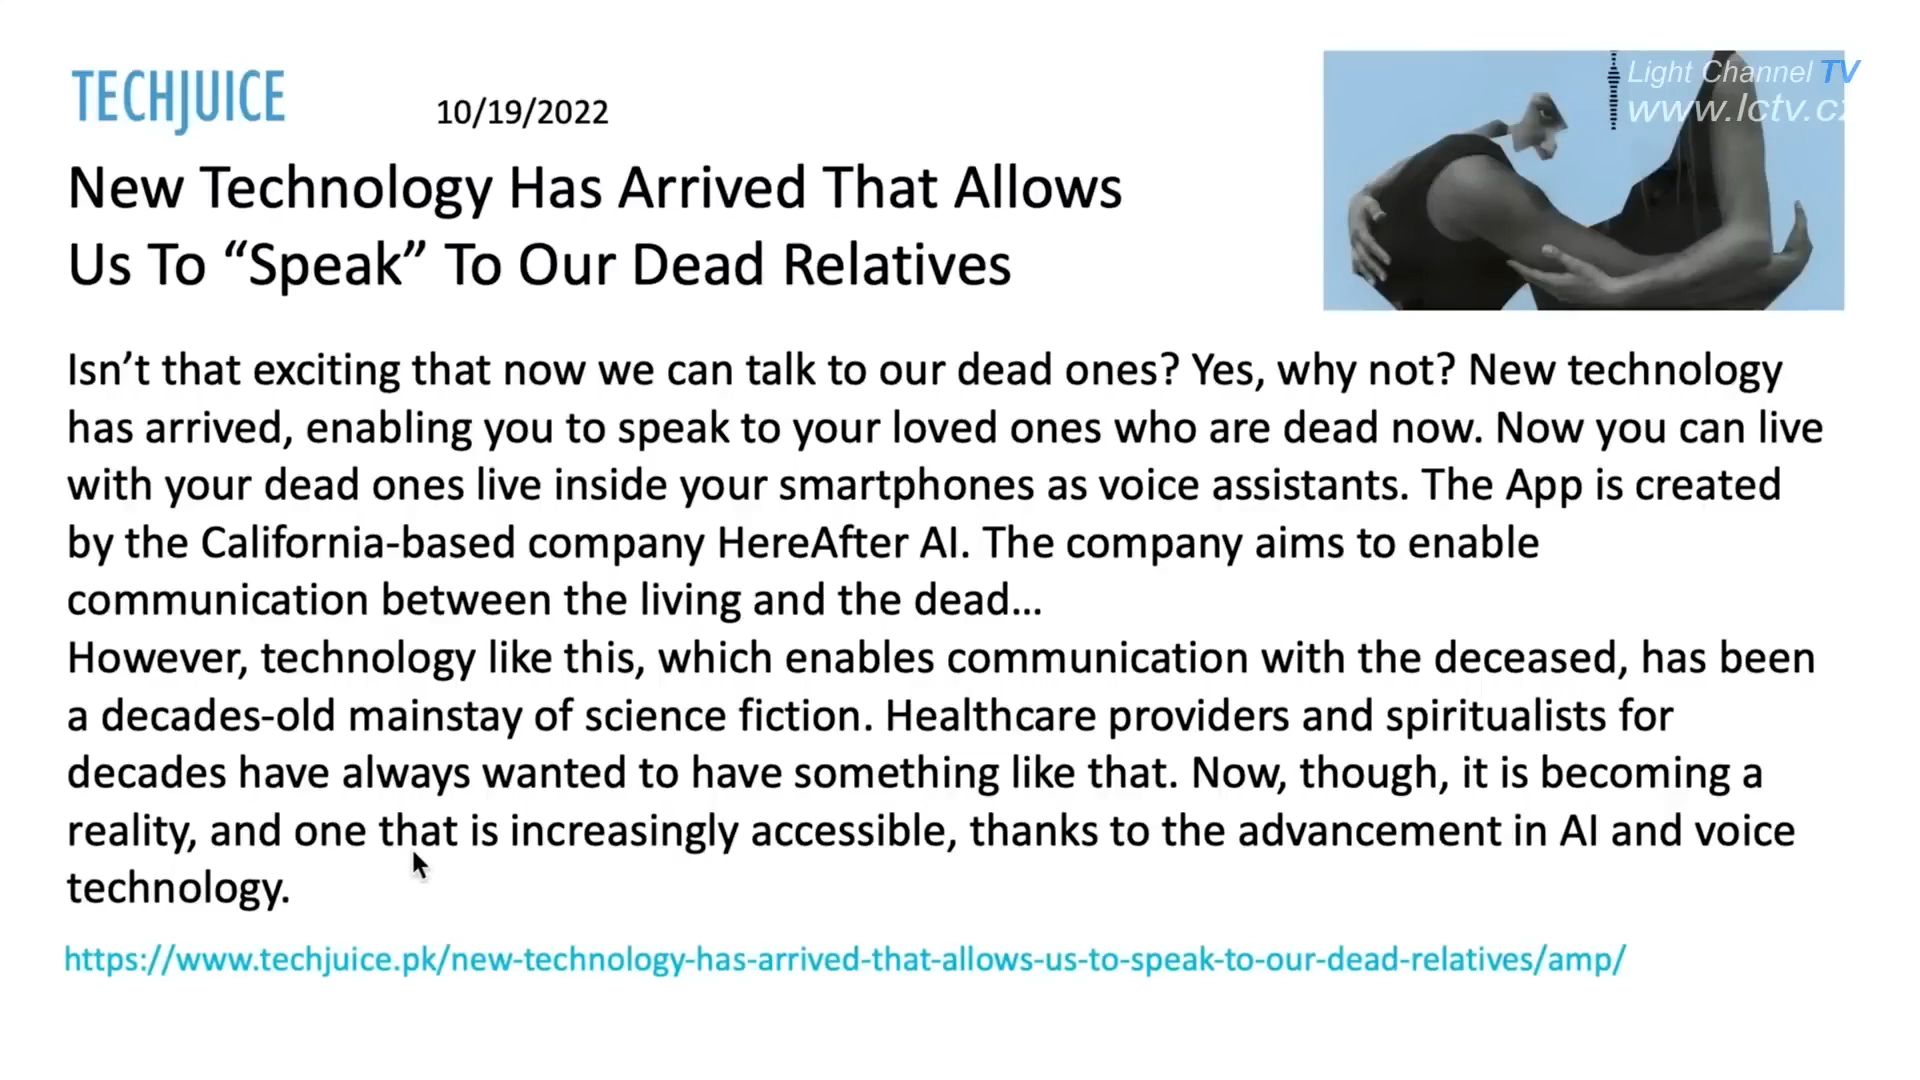 TECHJUICE
10/19/2022
Light Channel TV
www.lctv.cz
New Technology Has Arrived That Allows
Us To “Speak” To Our Dead Relatives
Isn’t that exciting that now we can talk to our dead ones? Yes, why not? New technology
has arrived, enabling you to speak to your loved ones who are dead now. Now you can live
with your dead ones live inside your smartphones as voice assistants. The App is created
by the California-based company HereAfter AI. The company aims to enable
communication between the living and the dead…
However, technology like this, which enables communication with the deceased, has been
a decades-old mainstay of science fiction. Healthcare providers and spiritualists for
decades have always wanted to have something like that. Now, though, it is becoming a
reality, and one that is increasingly accessible, thanks to the advancement in AI and voice
technology.
https://www.techjuice.pk/new-technology-has-arrived-that-allows-us-to-speak-to-our-dead-relatives/amp/